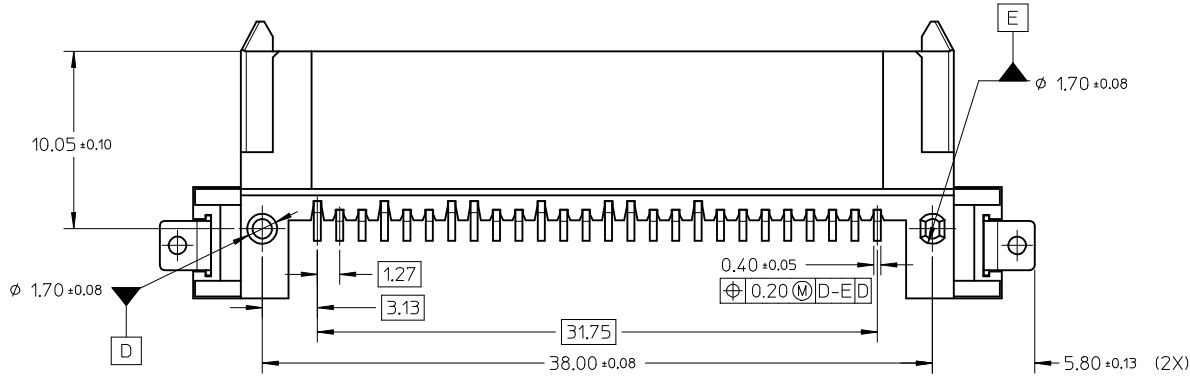 E
⌀ 1.70 ±0.08
10.05 ±0.10
1.27
0.40 ±0.05
⌖ 0.20 Ⓜ D-E D
⌀ 1.70 ±0.08
3.13
D
31.75
38.00 ±0.08
5.80 ±0.13 (2X)